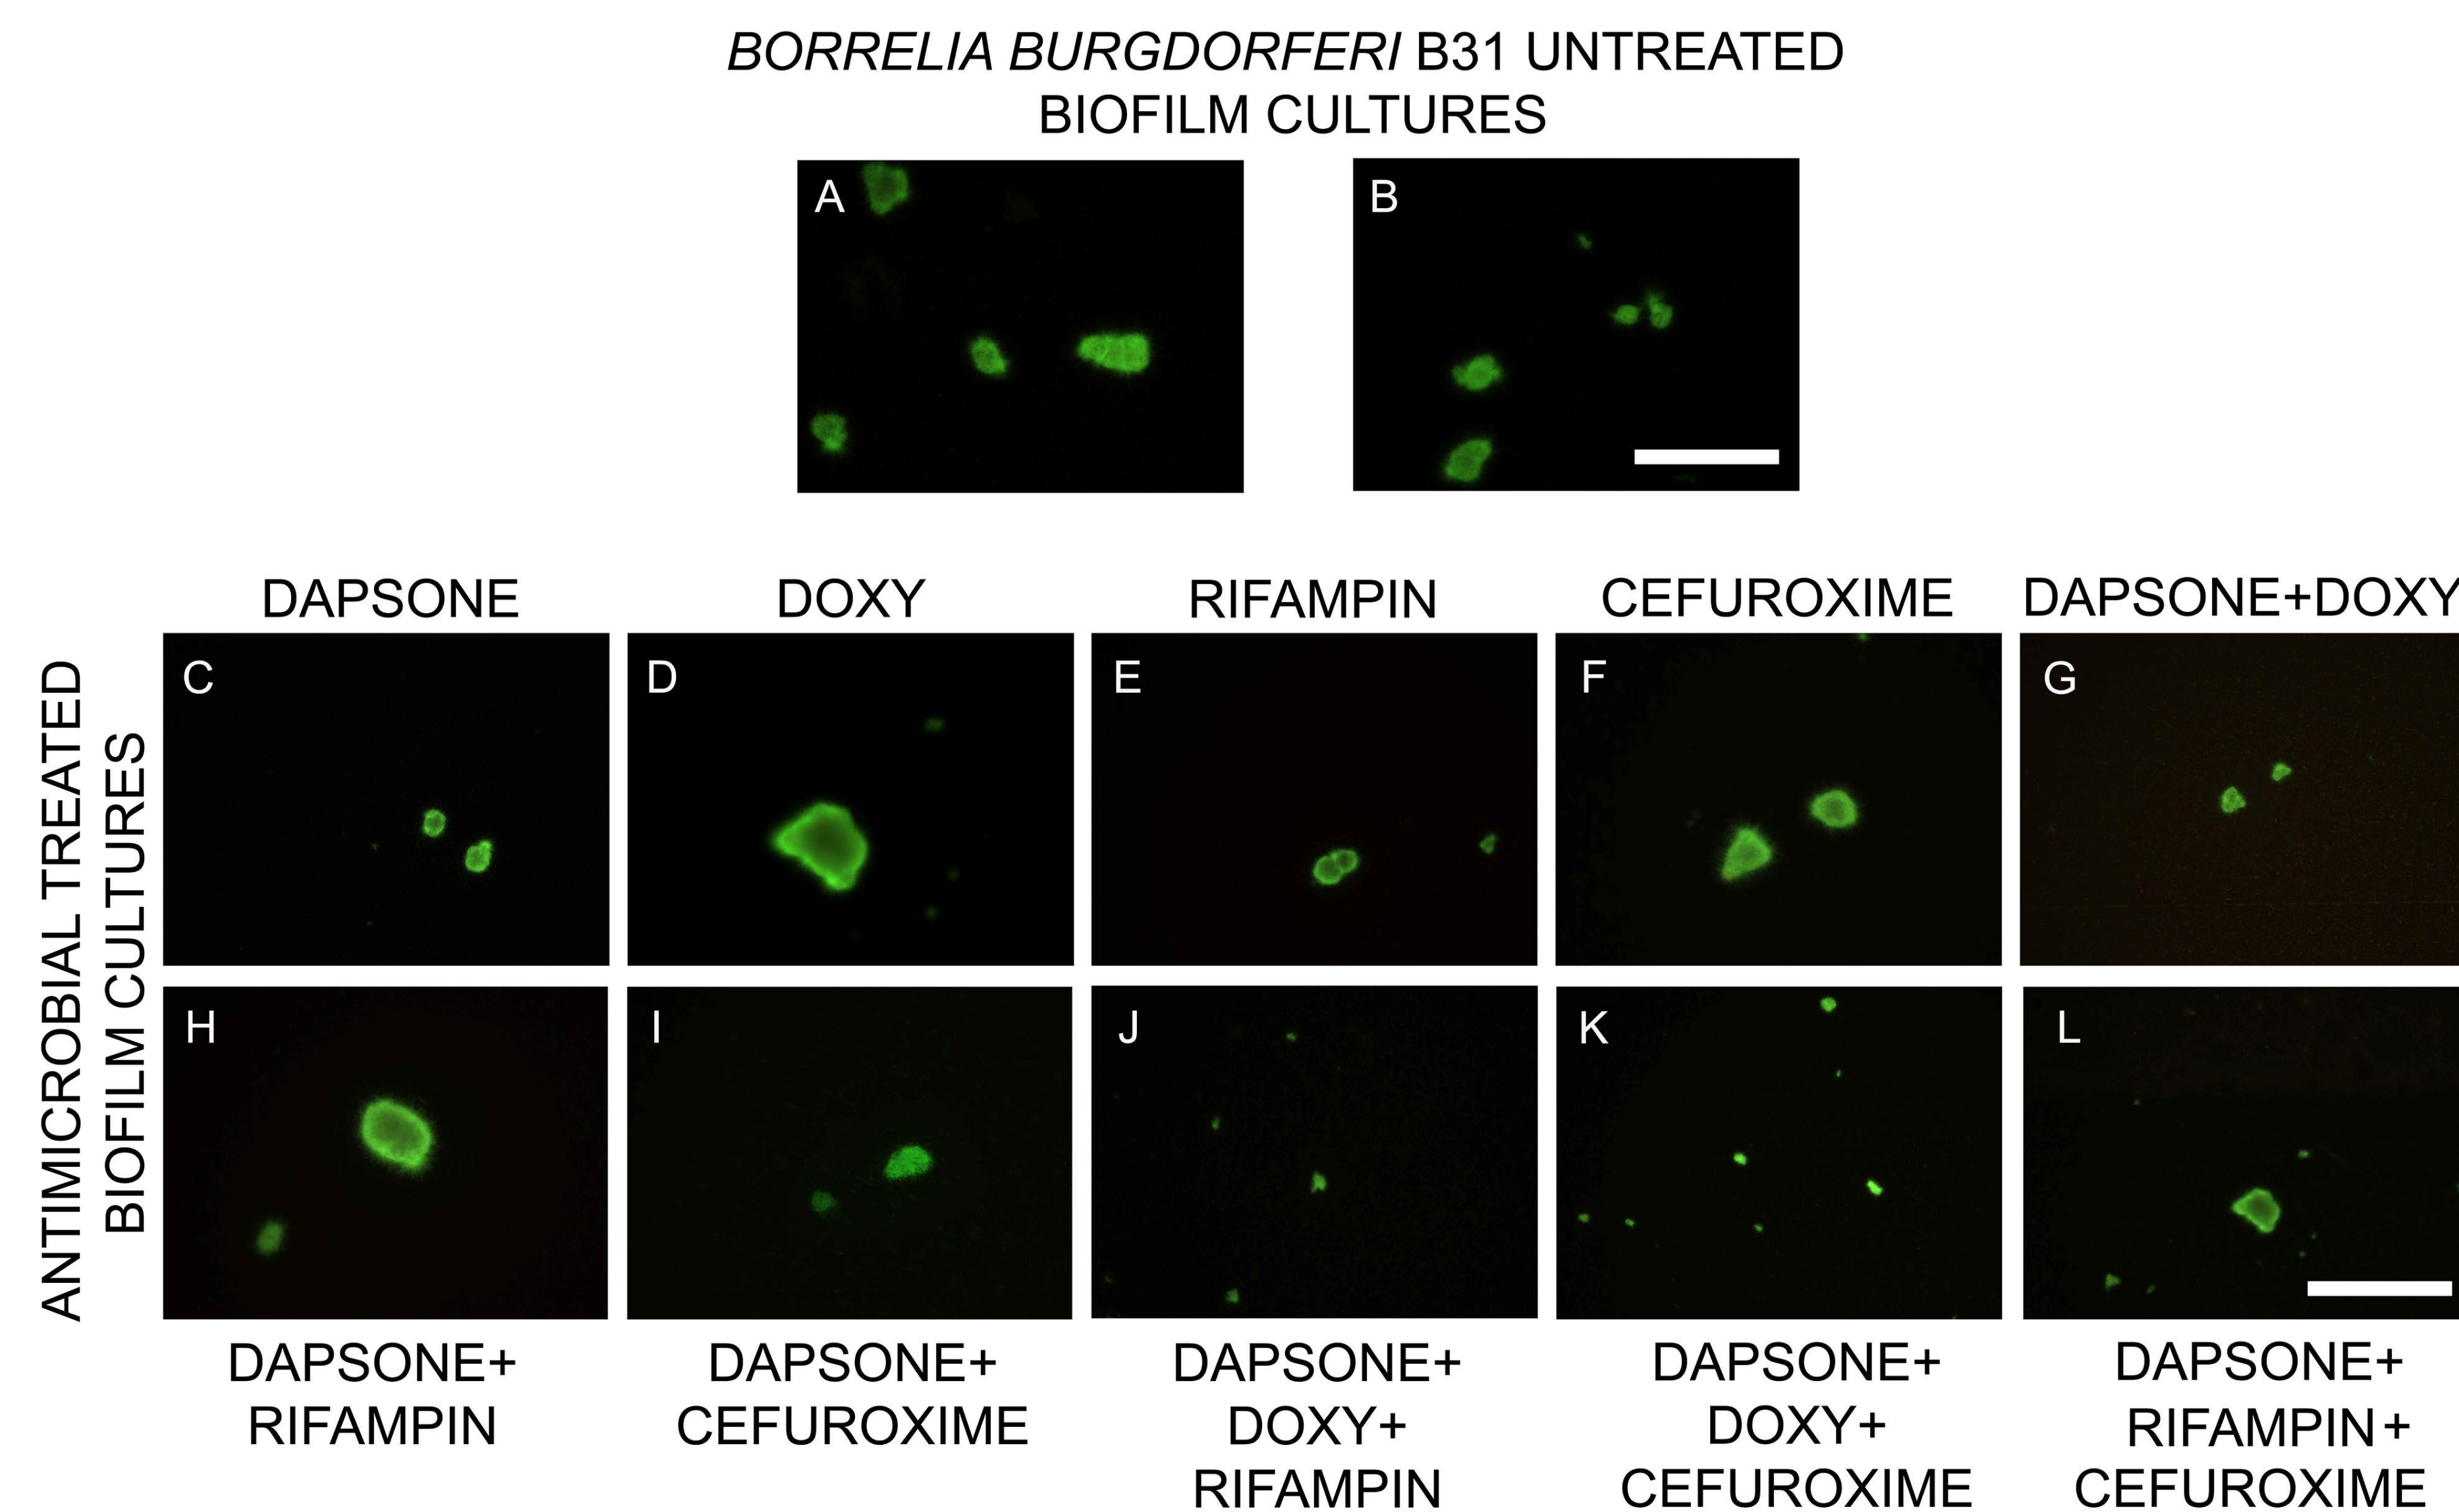 BORRELIA BURGDORFERI B31 UNTREATED
BIOFILM CULTURES
A
B
DAPSONE
DOXY
RIFAMPIN
CEFUROXIME
DAPSONE+DOXY
ANTIMICROBIAL TREATED
BIOFILM CULTURES
C
D
E
F
G
H
I
J
K
L
DAPSONE+
RIFAMPIN
DAPSONE+
CEFUROXIME
DAPSONE+
DOXY+
RIFAMPIN
DAPSONE+
DOXY+
CEFUROXIME
DAPSONE+
RIFAMPIN+
CEFUROXIME